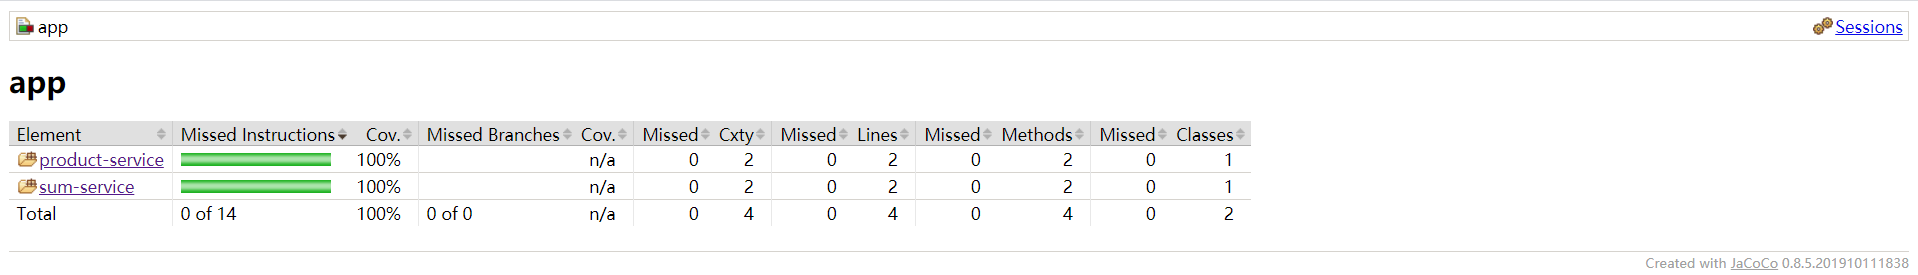 app
Sessions
app
Element Missed Instructions Cov. Missed Branches Cov. Missed Cxty Missed Lines Missed Methods Missed Classes
product-service 100% n/a 0 2 0 2 0 2 0 1
sum-service 100% n/a 0 2 0 2 0 2 0 1
Total 0 of 14 100% 0 of 0 n/a 0 4 0 4 0 4 0 2
Created with JaCoCo 0.8.5.201910111838